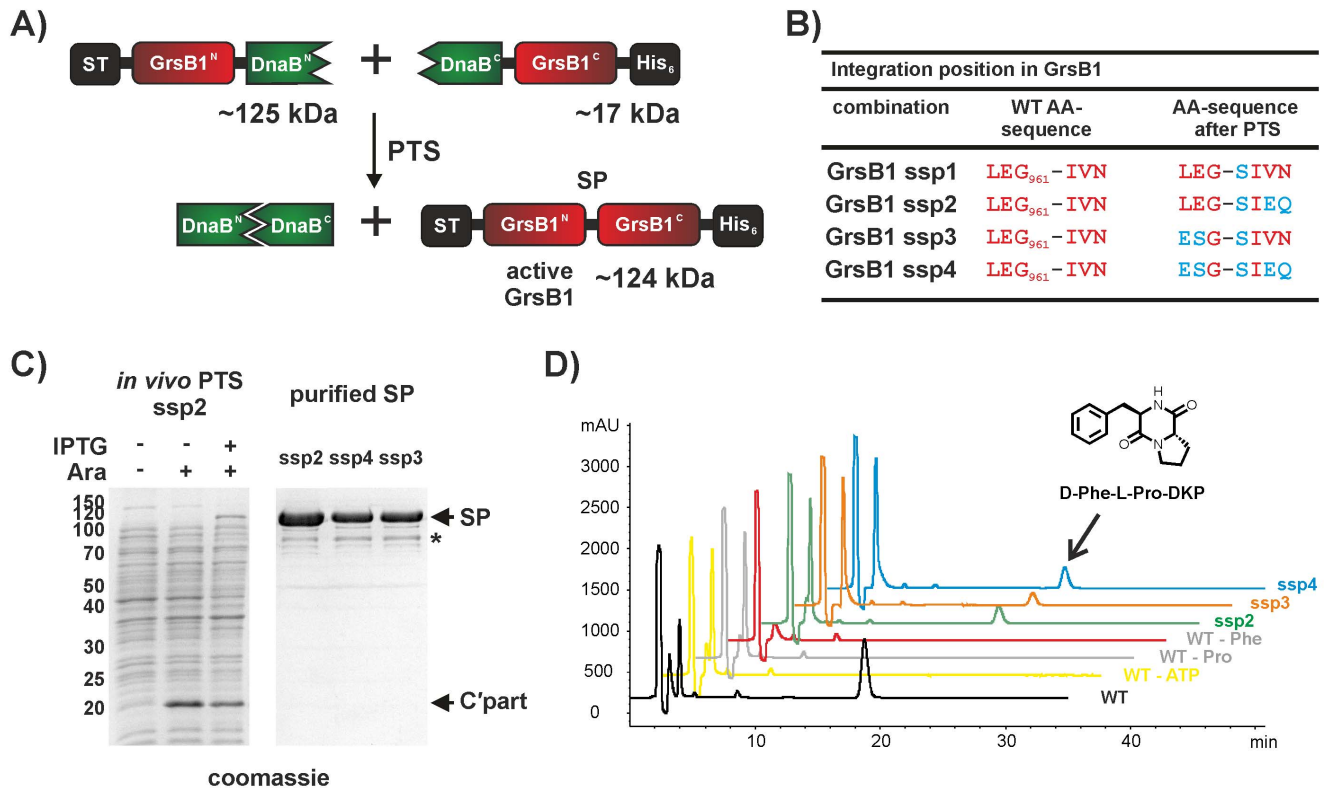 A)
ST GrsB1ᴺ DnaBᴺ + DnaBᶜ GrsB1ᶜ His₆
~125 kDa ~17 kDa
PTS
SP
DnaBᴺ DnaBᶜ + ST GrsB1ᴺ GrsB1ᶜ His₆
active GrsB1
~124 kDa
B)
Integration position in GrsB1
combination WT AA-sequence AA-sequence after PTS
GrsB1 ssp1 LEG₉₆₁-IVN LEG-SIVN
GrsB1 ssp2 LEG₉₆₁-IVN LEG-SIEQ
GrsB1 ssp3 LEG₉₆₁-IVN ESG-SIVN
GrsB1 ssp4 LEG₉₆₁-IVN ESG-SIEQ
C)
in vivo PTS
ssp2
purified SP
IPTG - - +
Ara - + +
ssp2 ssp4 ssp3
150
120
100
70
50
40
30
25
20
SP
*
C'part
coomassie
D)
mAU
3000
2500
2000
1500
1000
500
0
10 20 30 40 min
H
N
O
O
N
D-Phe-L-Pro-DKP
ssp4
ssp3
ssp2
WT - Phe
WT - Pro
WT - ATP
WT